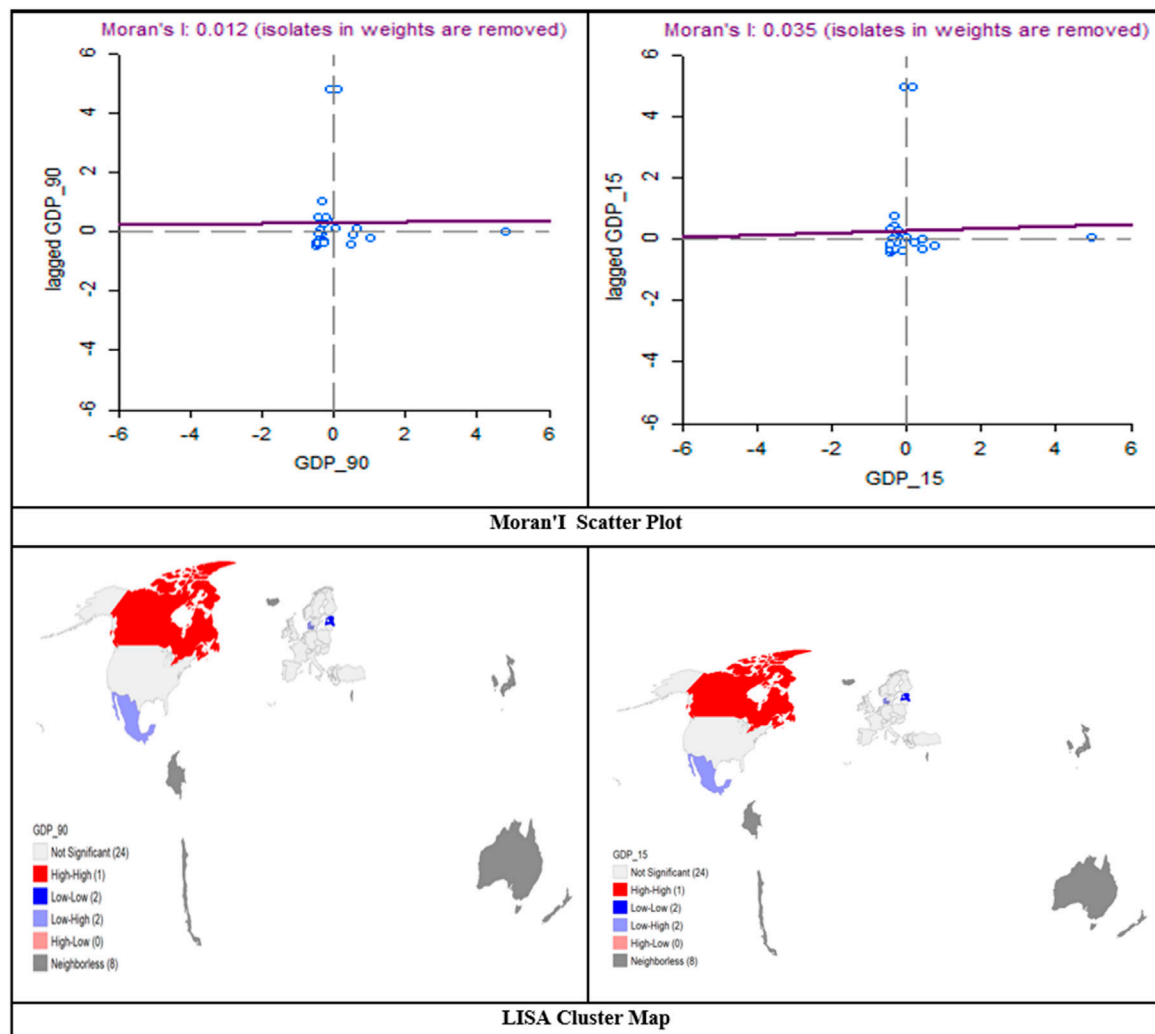 Moran's I: 0.012 (isolates in weights are removed)
6
4
2
0
-2
-4
-6
lagged GDP_90
-6
-4
-2
0
2
4
6
GDP_90
Moran's I: 0.035 (isolates in weights are removed)
6
4
2
0
-2
-4
-6
lagged GDP_15
-6
-4
-2
0
2
4
6
GDP_15
Moran'I Scatter Plot
GDP_90
Not Significant (24)
High-High (1)
Low-Low (2)
Low-High (2)
High-Low (0)
Neighborless (8)
GDP_15
Not Significant (24)
High-High (1)
Low-Low (2)
Low-High (2)
High-Low (0)
Neighborless (8)
LISA Cluster Map